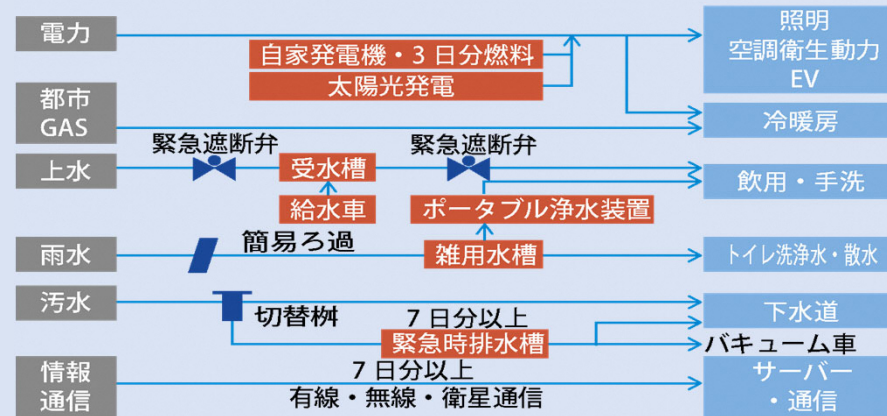 電力
自家発電機・3日分燃料
太陽光発電
照明
空調衛生動力
EV
都市
GAS
冷暖房
緊急遮断弁
緊急遮断弁
上水
受水槽
飲用・手洗
給水車
ポータブル浄水装置
簡易ろ過
雨水
雑用水槽
トイレ洗浄水・散水
汚水
切替桝
7日分以上
下水道
緊急時排水槽
バキューム車
情報
通信
7日分以上
有線・無線・衛星通信
サーバー
・通信